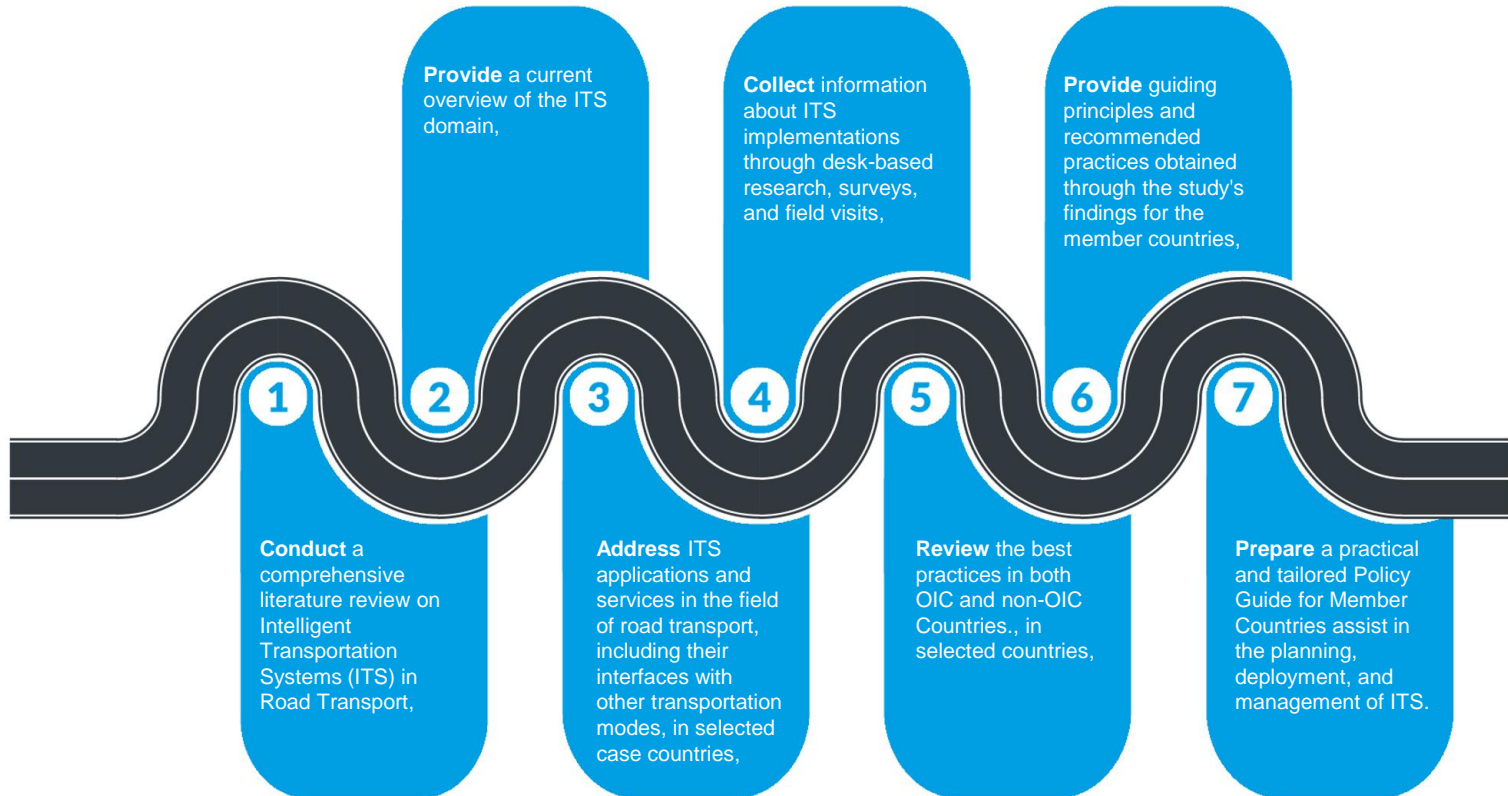 1
Conduct a
comprehensive
literature review on
Intelligent
Transportation
Systems (ITS) in
Road Transport,
2
Provide a current
overview of the ITS
domain,
3
Address ITS
applications and
services in the field
of road transport,
including their
interfaces with
other transportation
modes, in selected
case countries,
4
Collect information
about ITS
implementations
through desk-based
research, surveys,
and field visits,
5
Review the best
practices in both
OIC and non-OIC
Countries., in
selected countries,
6
Provide guiding
principles and
recommended
practices obtained
through the study's
findings for the
member countries,
7
Prepare a practical
and tailored Policy
Guide for Member
Countries assist in
the planning,
deployment, and
management of ITS.